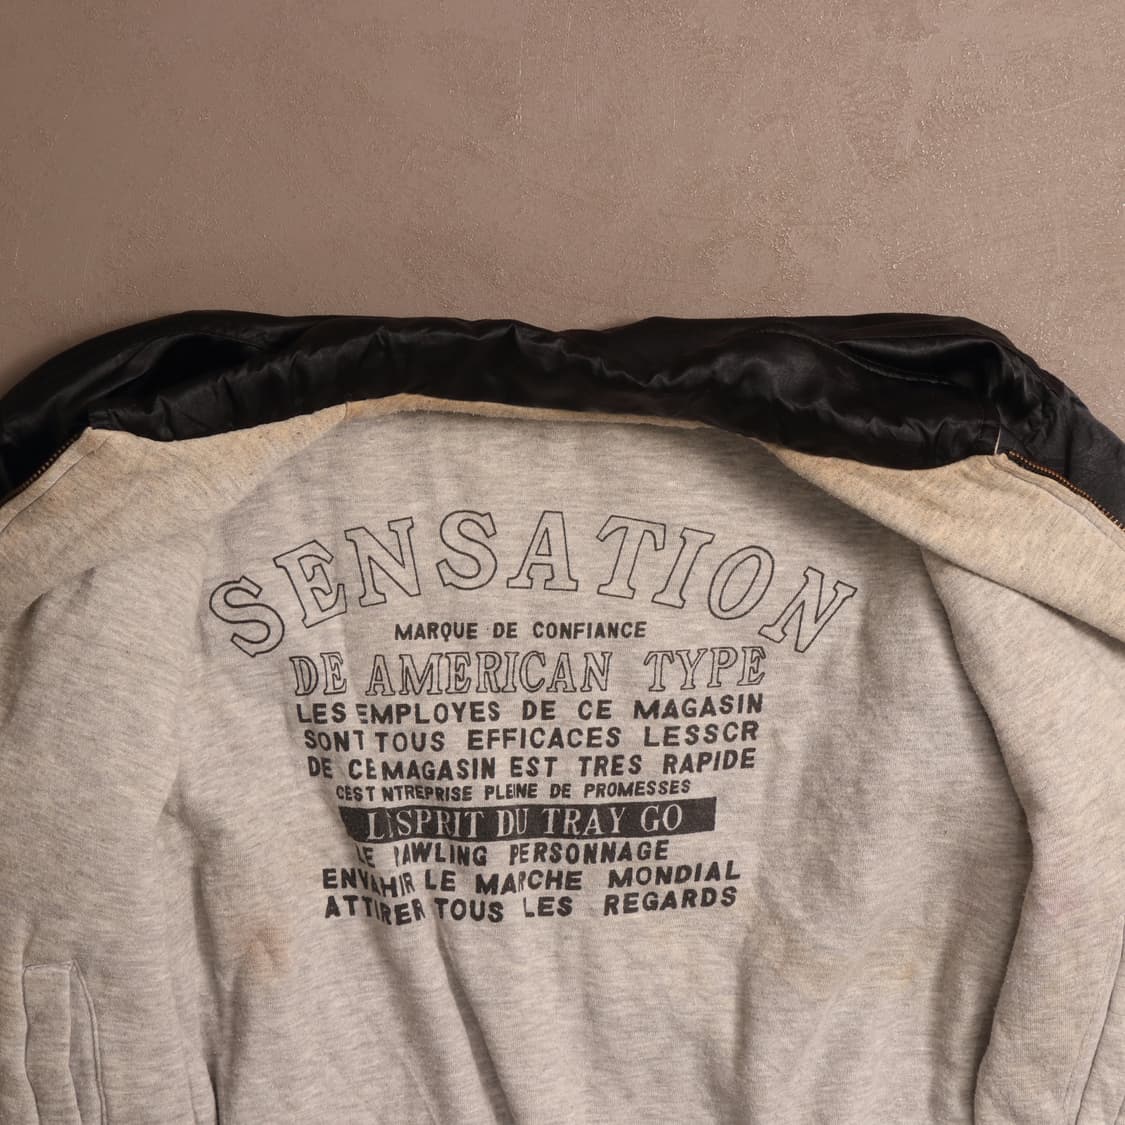 SENSATION
MARQUE DE CONFIANCE
DE AMERICAN TYPE
LES EMPLOYES DE CE MAGASIN
SONT TOUS EFFICACES LESSCR
DE CE MAGASIN EST TRES RAPIDE
CEST NTREPRISE PLEINE DE PROMESSES
L SPRIT DU TRAY GO
LE RAWLING PERSONNAGE
ENVAHIR LE MARCHE MONDIAL
ATTIRER TOUS LES REGARDS